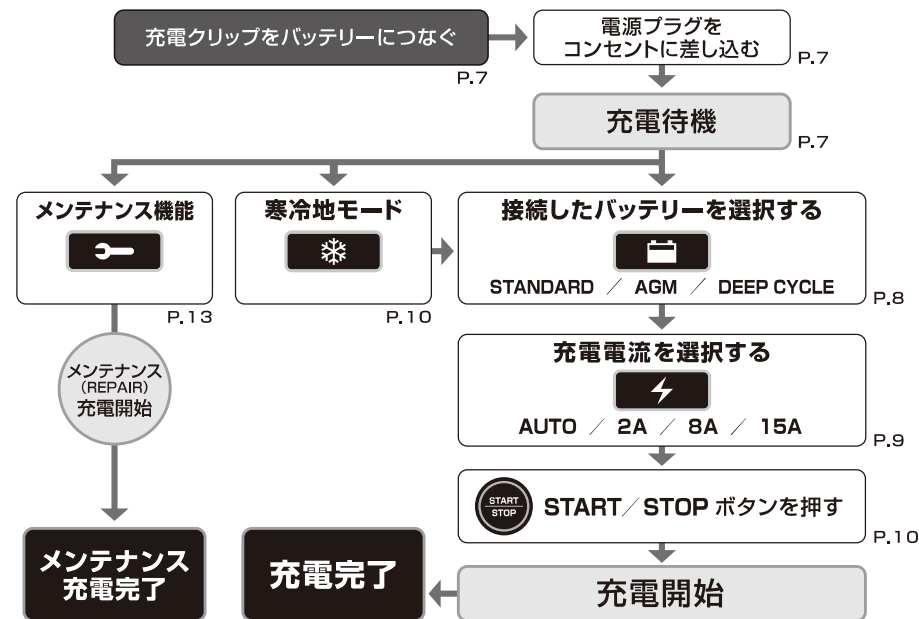 充電クリップをバッテリーにつなぐ
P.7
電源プラグを
コンセントに差し込む
P.7
充電待機
P.7
メンテナンス機能
P.13
寒冷地モード
P.10
接続したバッテリーを選択する
STANDARD / AGM / DEEP CYCLE
P.8
充電電流を選択する
AUTO / 2A / 8A / 15A
P.9
メンテナンス
(REPAIR)
充電開始
START
STOP
START/STOP ボタンを押す
P.10
メンテナンス
充電完了
充電完了
充電開始